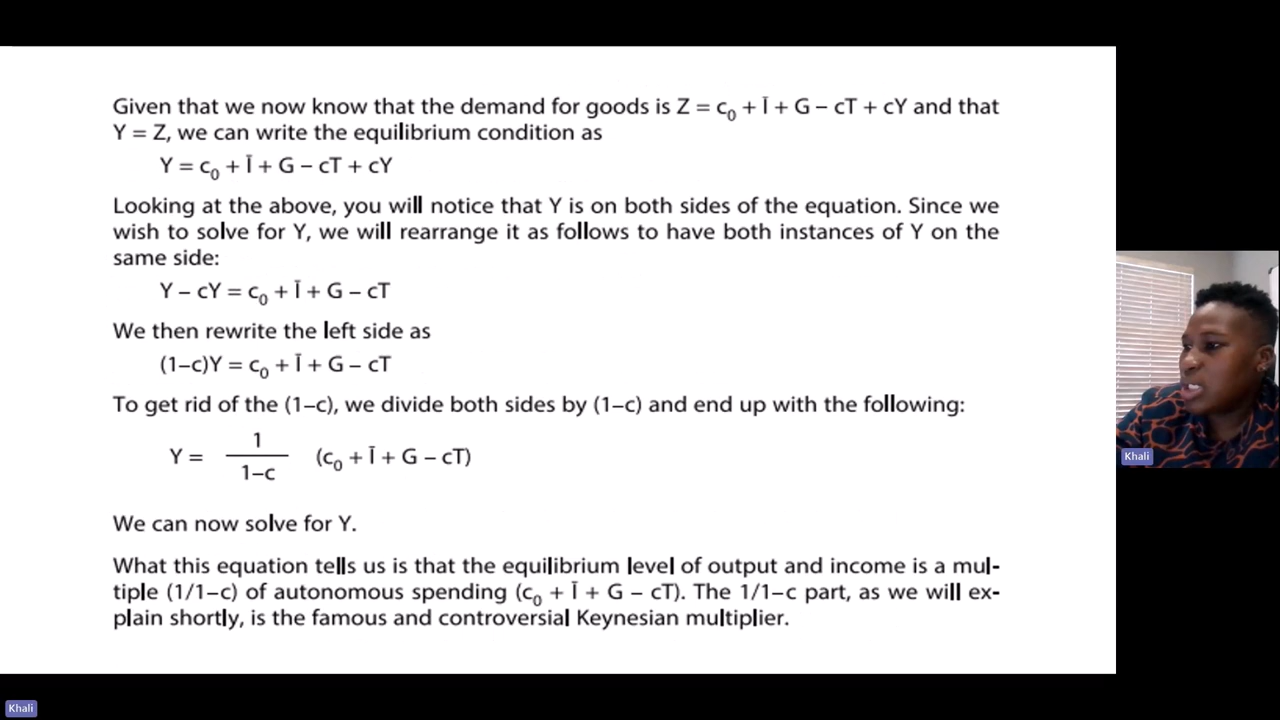 Given that we now know that the demand for goods is Z = c₀ + Ī + G – cT + cY and that
Y = Z, we can write the equilibrium condition as
Y = c₀ + Ī + G – cT + cY
Looking at the above, you will notice that Y is on both sides of the equation. Since we
wish to solve for Y, we will rearrange it as follows to have both instances of Y on the
same side:
Y – cY = c₀ + Ī + G – cT
We then rewrite the left side as
(1–c)Y = c₀ + Ī + G – cT
To get rid of the (1–c), we divide both sides by (1–c) and end up with the following:
1
Y = (c₀ + Ī + G – cT)
1–c
We can now solve for Y.
What this equation tells us is that the equilibrium level of output and income is a mul-
tiple (1/1–c) of autonomous spending (c₀ + Ī + G – cT). The 1/1–c part, as we will ex-
plain shortly, is the famous and controversial Keynesian multiplier.
Khali
Khali